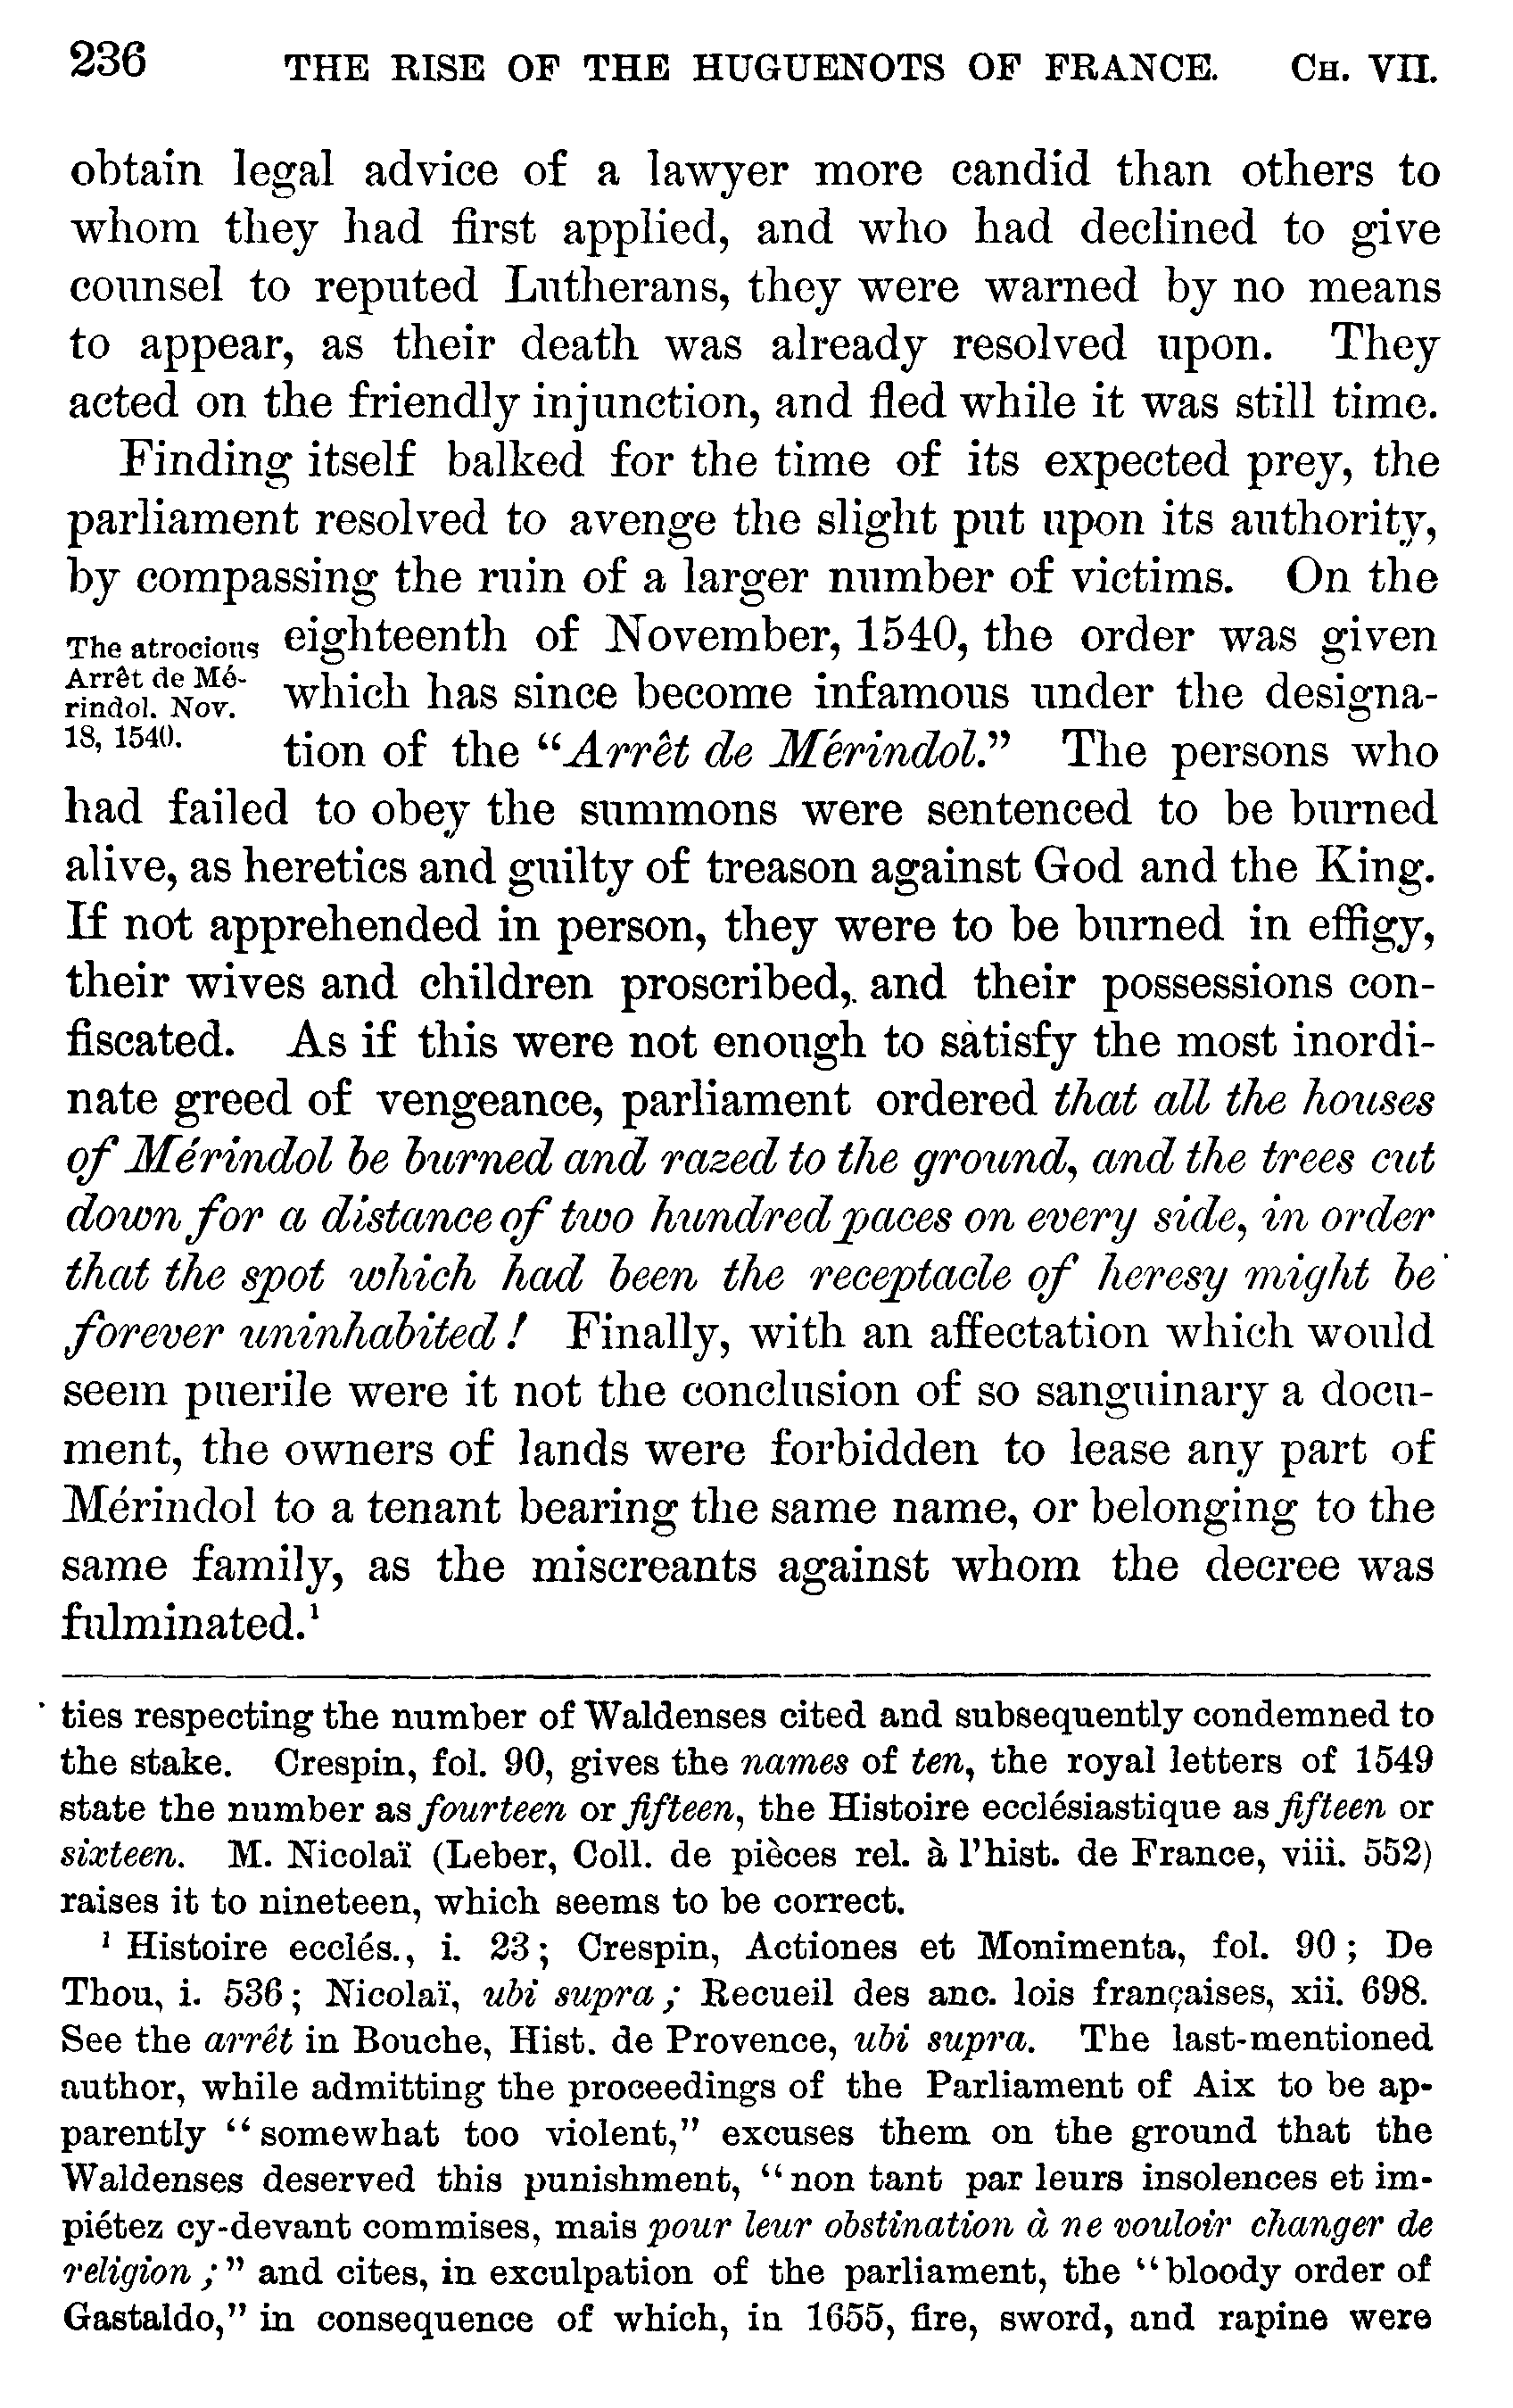 236 THE RISE OF THE HUGUENOTS OF FRANCE. CH. VII.
obtain legal advice of a lawyer more candid than others to
whom they had first applied, and who had declined to give
counsel to reputed Lutherans, they were warned by no means
to appear, as their death was already resolved upon. They
acted on the friendly injunction, and fled while it was still time.
Finding itself balked for the time of its expected prey, the
parliament resolved to avenge the slight put upon its authority,
by compassing the ruin of a larger number of victims. On the
The atrocious
Arrêt de Mé-
rindol. Nov.
18, 1540.
eighteenth of November, 1540, the order was given
which has since become infamous under the designa-
tion of the “Arrêt de Mérindol.” The persons who
had failed to obey the summons were sentenced to be burned
alive, as heretics and guilty of treason against God and the King.
If not apprehended in person, they were to be burned in effigy,
their wives and children proscribed, and their possessions con-
fiscated. As if this were not enough to satisfy the most inordi-
nate greed of vengeance, parliament ordered that all the houses
of Mérindol be burned and razed to the ground, and the trees cut
down for a distance of two hundred paces on every side, in order
that the spot which had been the receptacle of heresy might be
forever uninhabited! Finally, with an affectation which would
seem puerile were it not the conclusion of so sanguinary a docu-
ment, the owners of lands were forbidden to lease any part of
Mérindol to a tenant bearing the same name, or belonging to the
same family, as the miscreants against whom the decree was
fulminated.¹
ties respecting the number of Waldenses cited and subsequently condemned to
the stake. Crespin, fol. 90, gives the names of ten, the royal letters of 1549
state the number as fourteen or fifteen, the Histoire ecclésiastique as fifteen or
sixteen. M. Nicolaï (Leber, Coll. de pièces rel. à l’hist. de France, viii. 552)
raises it to nineteen, which seems to be correct.
¹ Histoire ecclés., i. 23; Crespin, Actiones et Monimenta, fol. 90; De
Thou, i. 536; Nicolaï, ubi supra; Recueil des anc. lois françaises, xii. 698.
See the arrêt in Bouche, Hist. de Provence, ubi supra. The last-mentioned
author, while admitting the proceedings of the Parliament of Aix to be ap-
parently “somewhat too violent,” excuses them on the ground that the
Waldenses deserved this punishment, “non tant par leurs insolences et im-
piétez cy-devant commises, mais pour leur obstination à ne vouloir changer de
religion;” and cites, in exculpation of the parliament, the “bloody order of
Gastaldo,” in consequence of which, in 1655, fire, sword, and rapine were